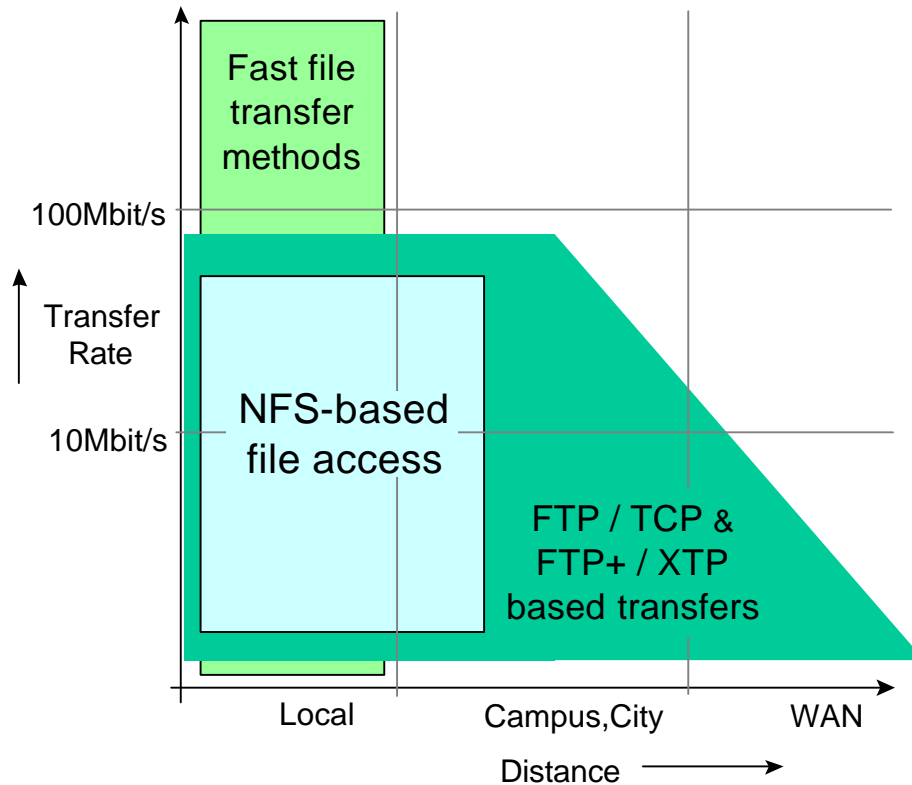 Fast file
transfer
methods
100Mbit/s
Transfer
Rate
NFS-based
file access
10Mbit/s
FTP / TCP &
FTP+ / XTP
based transfers
Local
Campus,City
WAN
Distance